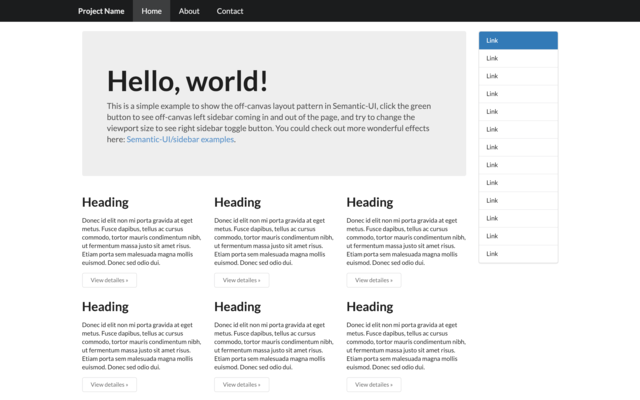 Project Name Home About Contact
Hello, world!
This is a simple example to show the off-canvas layout pattern in Semantic-UI, click the green
button to see off-canvas left sidebar coming in and out of the page, and try to change the
viewport size to see right sidebar toggle button. You could check out more wonderful effects
here: Semantic-UI/sidebar examples.
Heading
Donec id elit non mi porta gravida at eget
metus. Fusce dapibus, tellus ac cursus
commodo, tortor mauris condimentum nibh,
ut fermentum massa justo sit amet risus.
Etiam porta sem malesuada magna mollis
euismod. Donec sed odio dui.
View detailes »
Heading
Donec id elit non mi porta gravida at eget
metus. Fusce dapibus, tellus ac cursus
commodo, tortor mauris condimentum nibh,
ut fermentum massa justo sit amet risus.
Etiam porta sem malesuada magna mollis
euismod. Donec sed odio dui.
View detailes »
Heading
Donec id elit non mi porta gravida at eget
metus. Fusce dapibus, tellus ac cursus
commodo, tortor mauris condimentum nibh,
ut fermentum massa justo sit amet risus.
Etiam porta sem malesuada magna mollis
euismod. Donec sed odio dui.
View detailes »
Heading
Donec id elit non mi porta gravida at eget
metus. Fusce dapibus, tellus ac cursus
commodo, tortor mauris condimentum nibh,
ut fermentum massa justo sit amet risus.
Etiam porta sem malesuada magna mollis
euismod. Donec sed odio dui.
View detailes »
Heading
Donec id elit non mi porta gravida at eget
metus. Fusce dapibus, tellus ac cursus
commodo, tortor mauris condimentum nibh,
ut fermentum massa justo sit amet risus.
Etiam porta sem malesuada magna mollis
euismod. Donec sed odio dui.
View detailes »
Heading
Donec id elit non mi porta gravida at eget
metus. Fusce dapibus, tellus ac cursus
commodo, tortor mauris condimentum nibh,
ut fermentum massa justo sit amet risus.
Etiam porta sem malesuada magna mollis
euismod. Donec sed odio dui.
View detailes »
Link
Link
Link
Link
Link
Link
Link
Link
Link
Link
Link
Link
Link